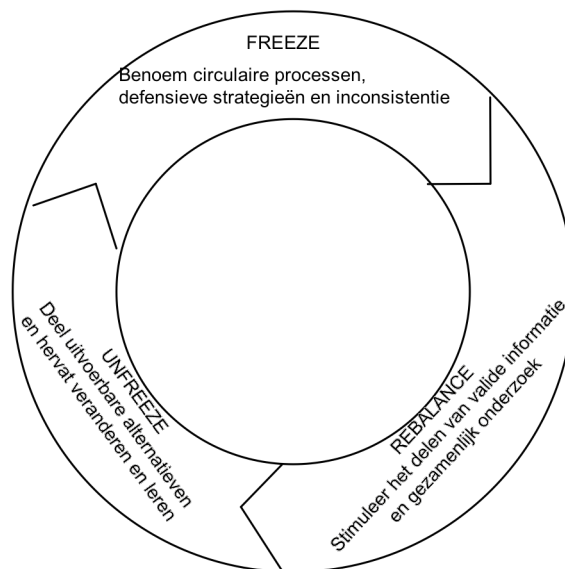 FREEZE
Benoem circulaire processen,
defensieve strategieën en inconsistentie
REBALANCE
Stimuleer het delen van valide informatie
en gezamenlijk onderzoek
UNFREEZE
Deel uitvoerbare alternatieven
en hervat veranderen en leren